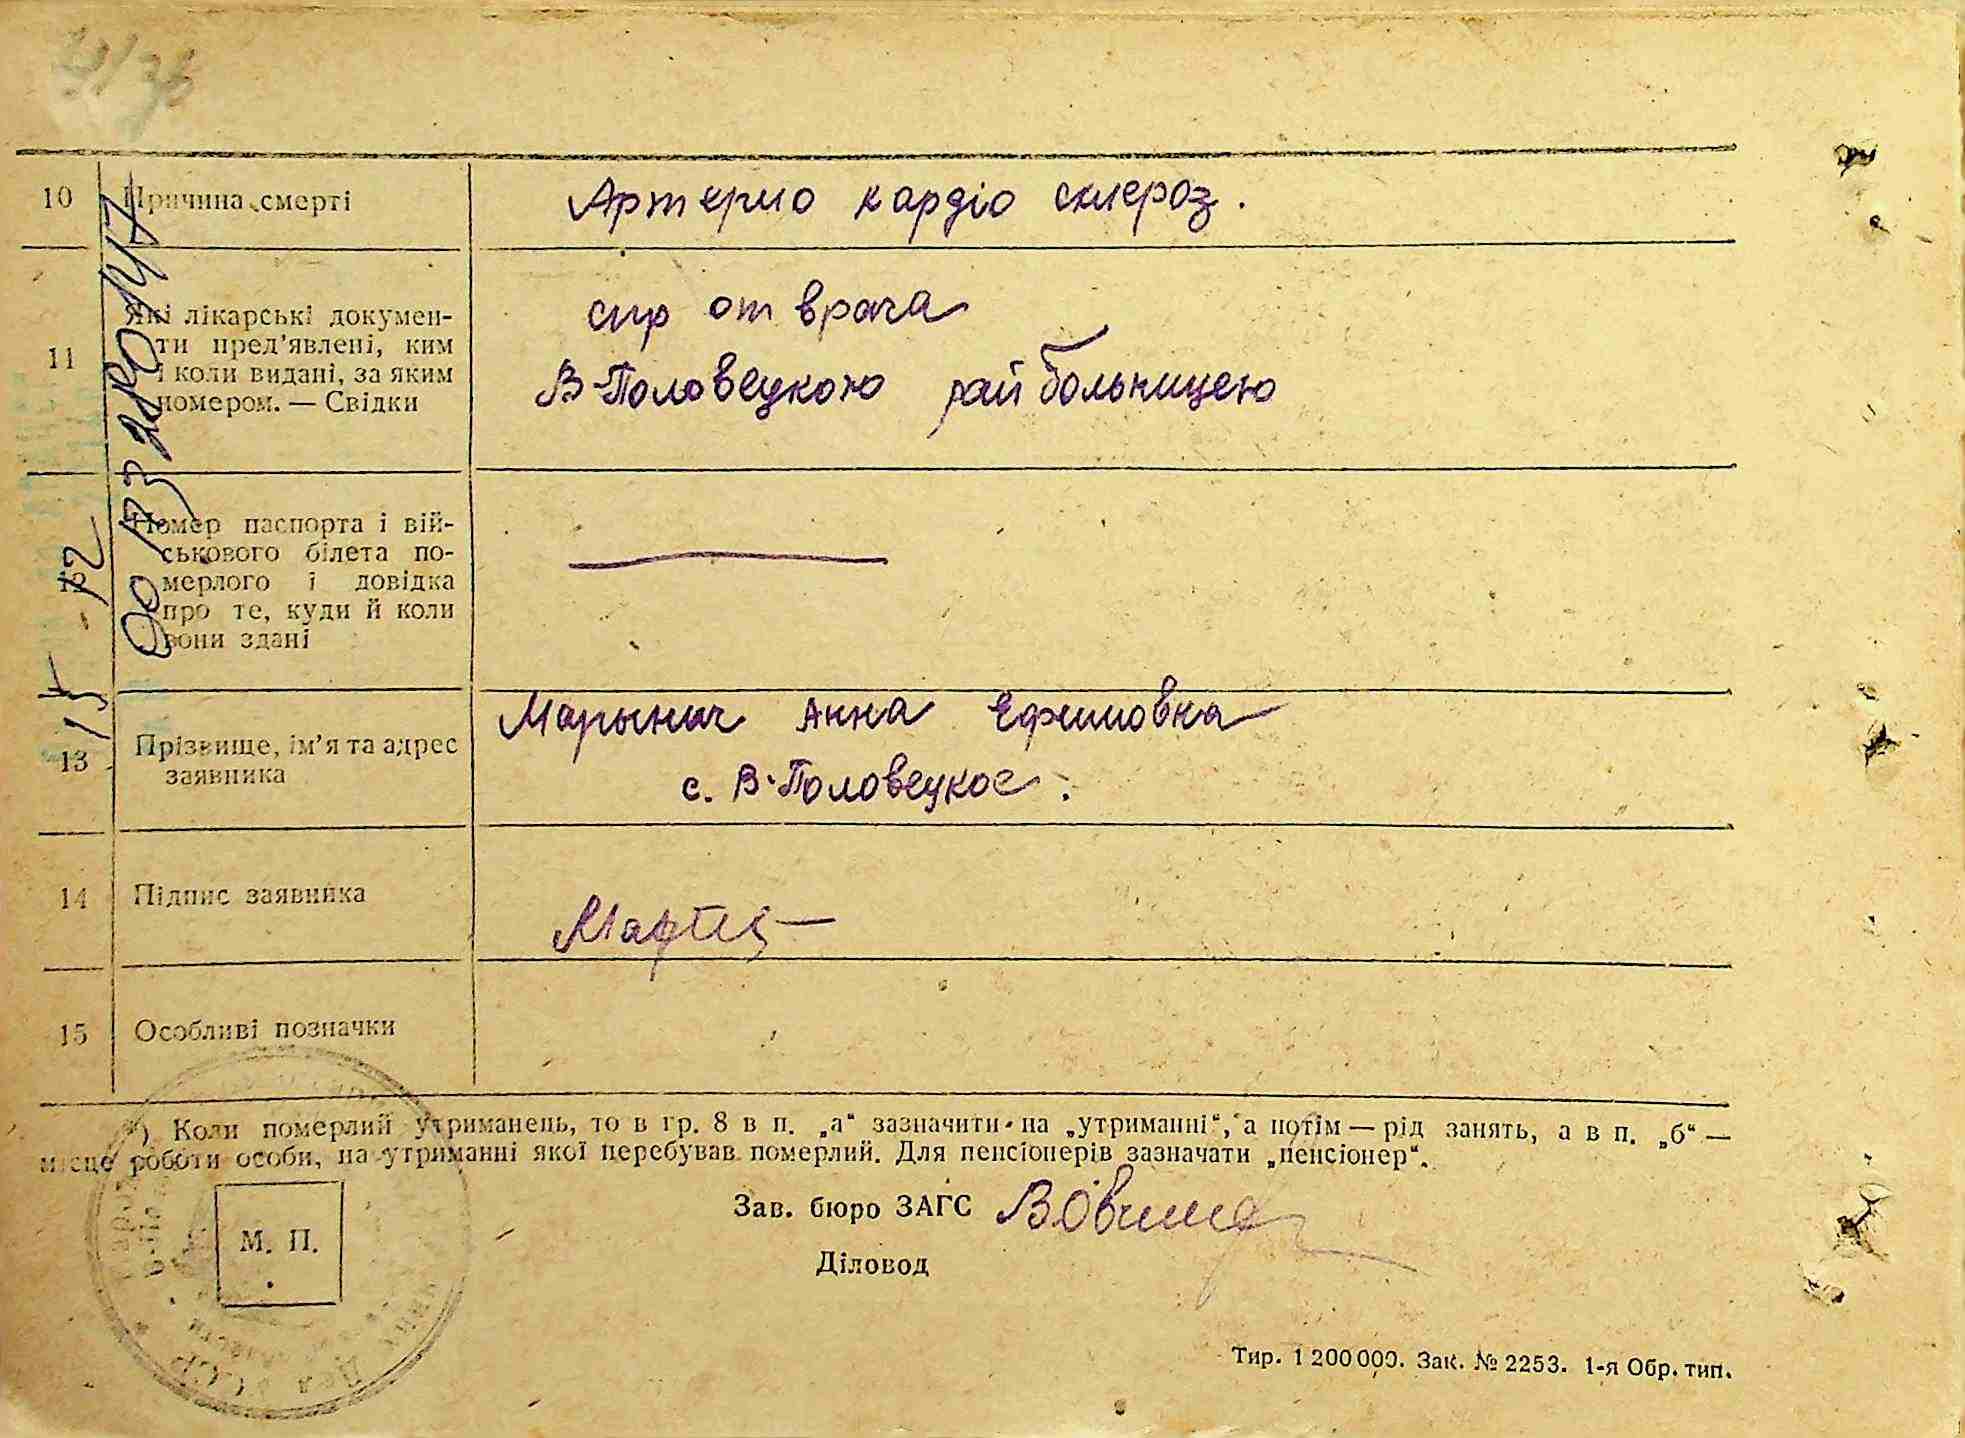 10 Причина смерті Артерио кардіо склероз.
11 Які лікарські докумен-
ти пред'явлені, ким
і коли видані, за яким
номером. — Свідки
спр от врача
В-Половецкою рай больницею
12 Номер паспорта і вій-
ськового білета по-
мерлого і довідка
про те, куди й коли
вони здані
13 Прізвище, ім'я та адрес
заявника
Марынич Анна Ефимовка
с. В-Половецкое.
14 Підпис заявника
15 Особливі позначки
*) Коли померлий утриманець, то в гр. 8 в п. „а“ зазначити на „утриманні“, а потім — рід занять, а в п. „б“ —
місце роботи особи, на утриманні якої перебував померлий. Для пенсіонерів зазначати „пенсіонер“.
Зав. бюро ЗАГС
М. П.
Діловод
Тир. 1 200 000. Зак. № 2253. 1-я Обр. тип.